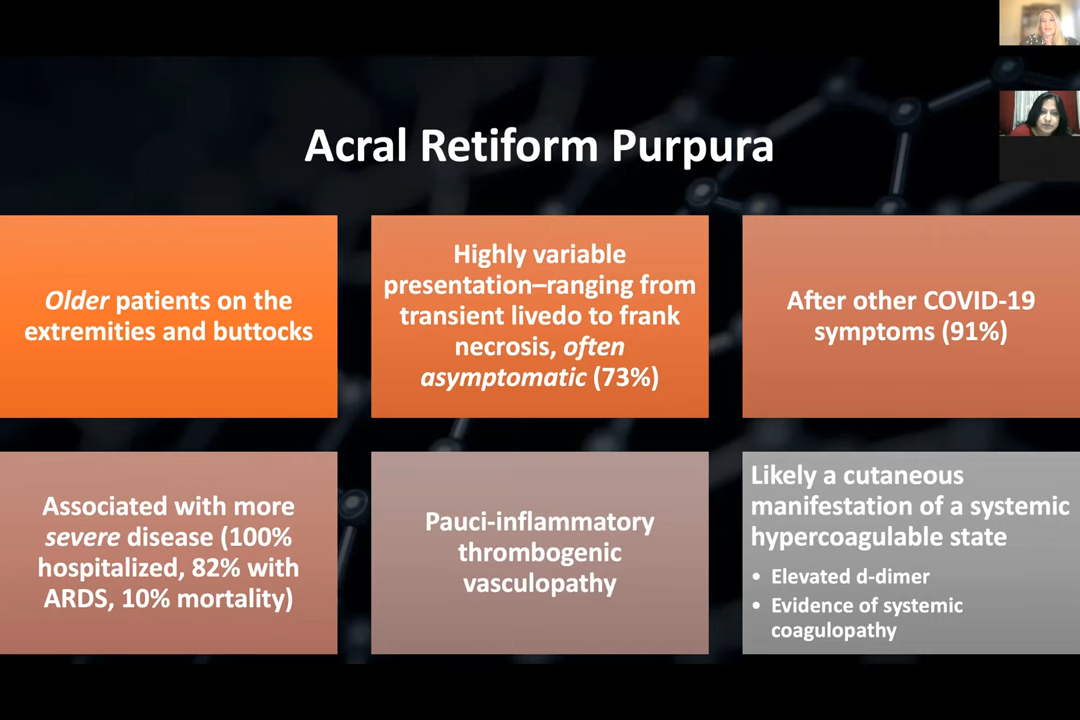 Acral Retiform Purpura
Older patients on the
extremities and buttocks
Highly variable
presentation–ranging from
transient livedo to frank
necrosis, often
asymptomatic (73%)
After other COVID-19
symptoms (91%)
Associated with more
severe disease (100%
hospitalized, 82% with
ARDS, 10% mortality)
Pauci-inflammatory
thrombogenic
vasculopathy
Likely a cutaneous
manifestation of a systemic
hypercoagulable state
• Elevated d-dimer
• Evidence of systemic
coagulopathy